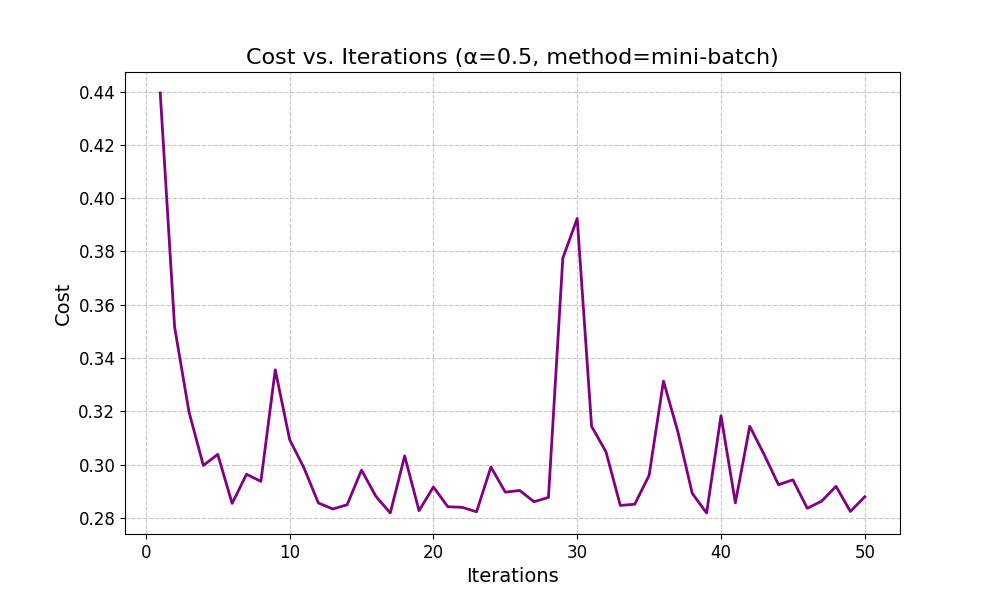 Cost vs. Iterations (α=0.5, method=mini-batch)
0.44
0.42
0.40
0.38
0.36
0.34
0.32
0.30
0.28
Cost
0 10 20 30 40 50
Iterations